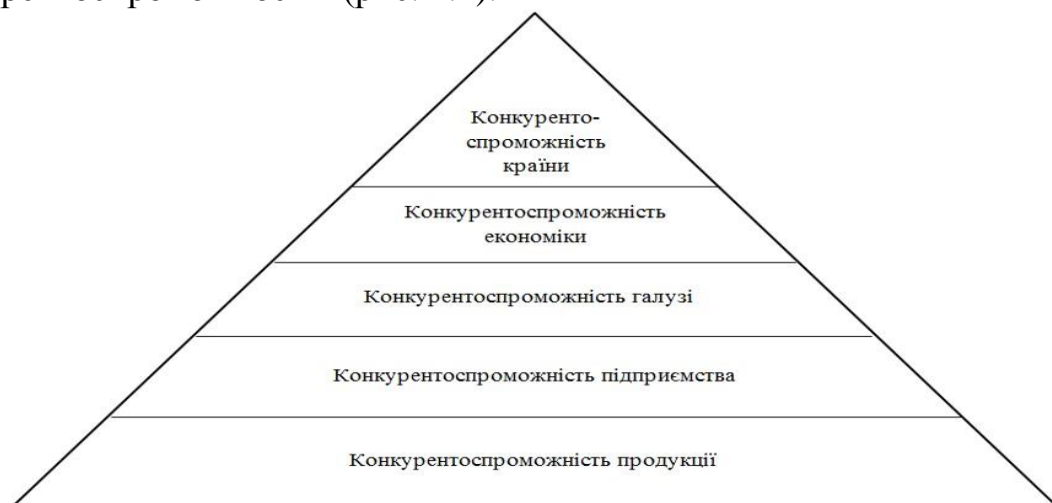 Конкуренто-
спроможність
країни
Конкурентоспроможність
економіки
Конкурентоспроможність галузі
Конкурентоспроможність підприємства
Конкурентоспроможність продукції